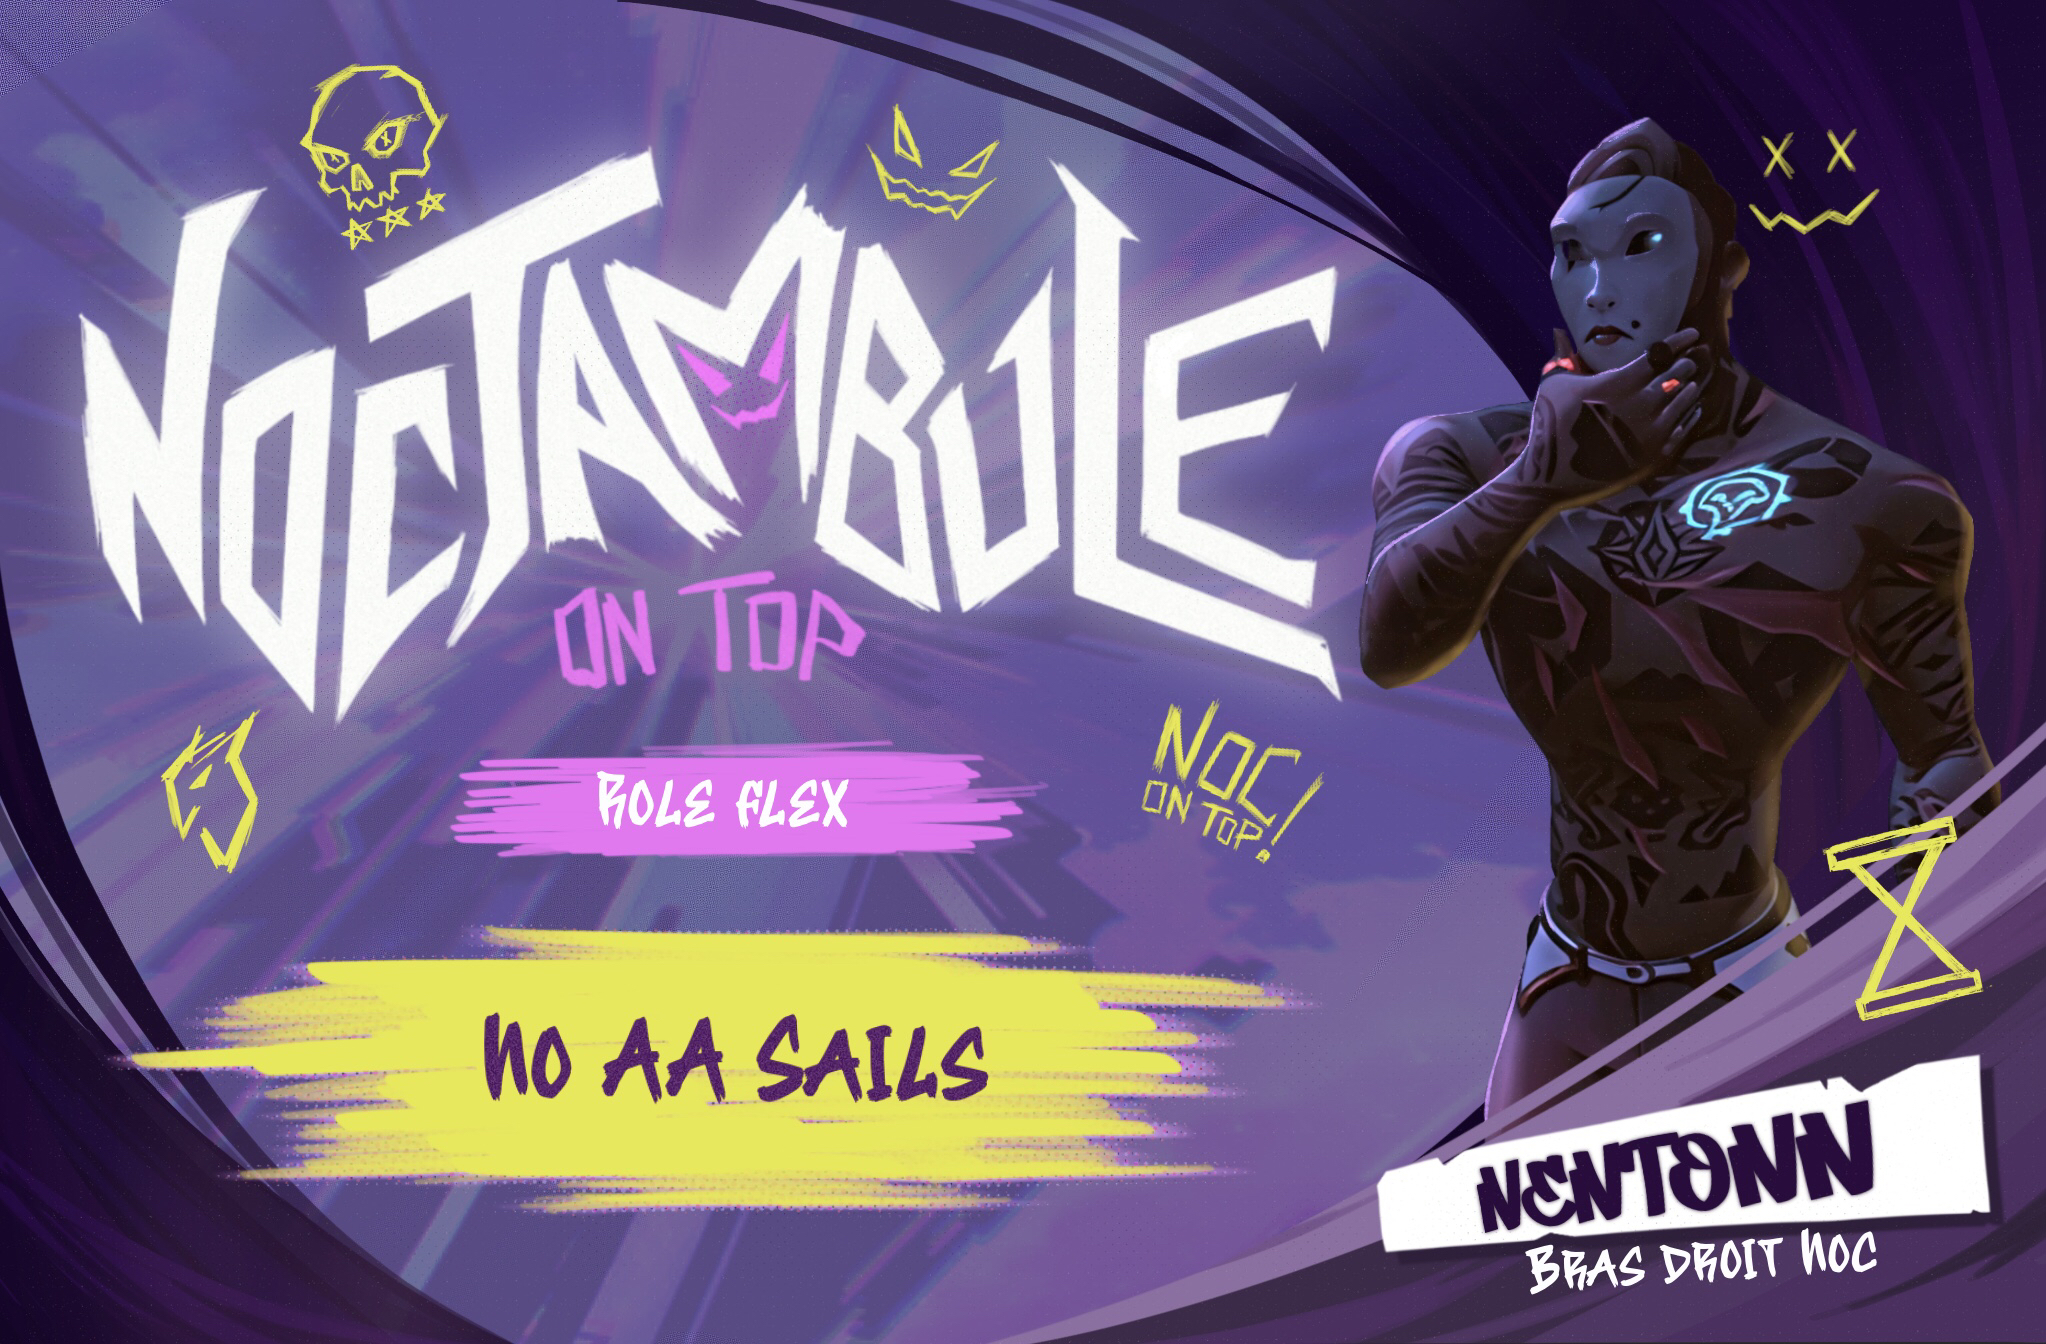 NOCTAMBULE
ON TOP
ROLE FLEX
NOC
ON TOP!
NO AA SAILS
NENTONN
BRAS DROIT NOC